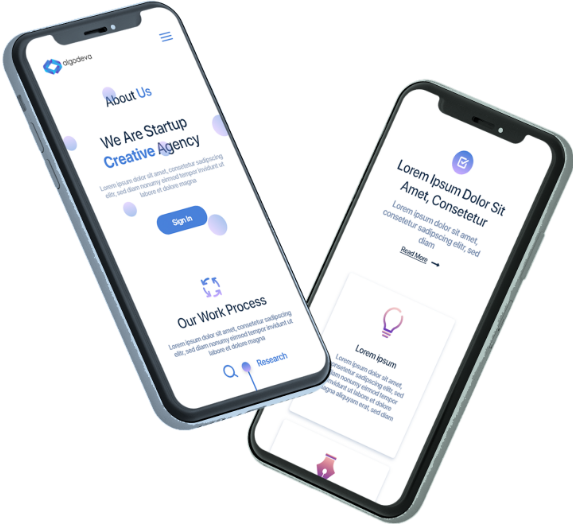 algodeva
About Us
We Are Startup
Creative Agency
Lorem ipsum dolor sit amet, consetetur sadipscing
elitr, sed diam nonumy eirmod tempor invidunt ut
labore et dolore magna
Sign In
Our Work Process
Lorem ipsum dolor sit amet, consetetur sadipscing
elitr, sed diam nonumy eirmod tempor invidunt ut
labore et dolore magna
Research
Lorem Ipsum Dolor Sit
Amet, Consetetur
Lorem ipsum dolor sit amet,
consetetur sadipscing elitr, sed
diam
Read More
Lorem Ipsum
Lorem ipsum dolor sit amet,
consetetur sadipscing elitr, sed
diam nonumy eirmod tempor
invidunt ut labore et dolore
magna aliquyam erat, sed diam